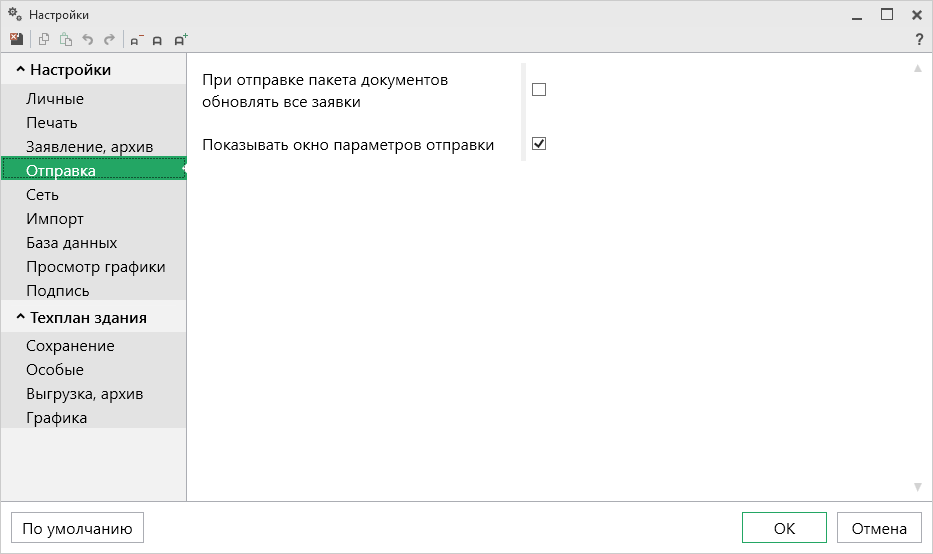 Настройки
?
Настройки
Личные
Печать
Заявление, архив
Отправка
Сеть
Импорт
База данных
Просмотр графики
Подпись
Техплан здания
Сохранение
Особые
Выгрузка, архив
Графика
При отправке пакета документов
обновлять все заявки
Показывать окно параметров отправки
По умолчанию
ОК
Отмена